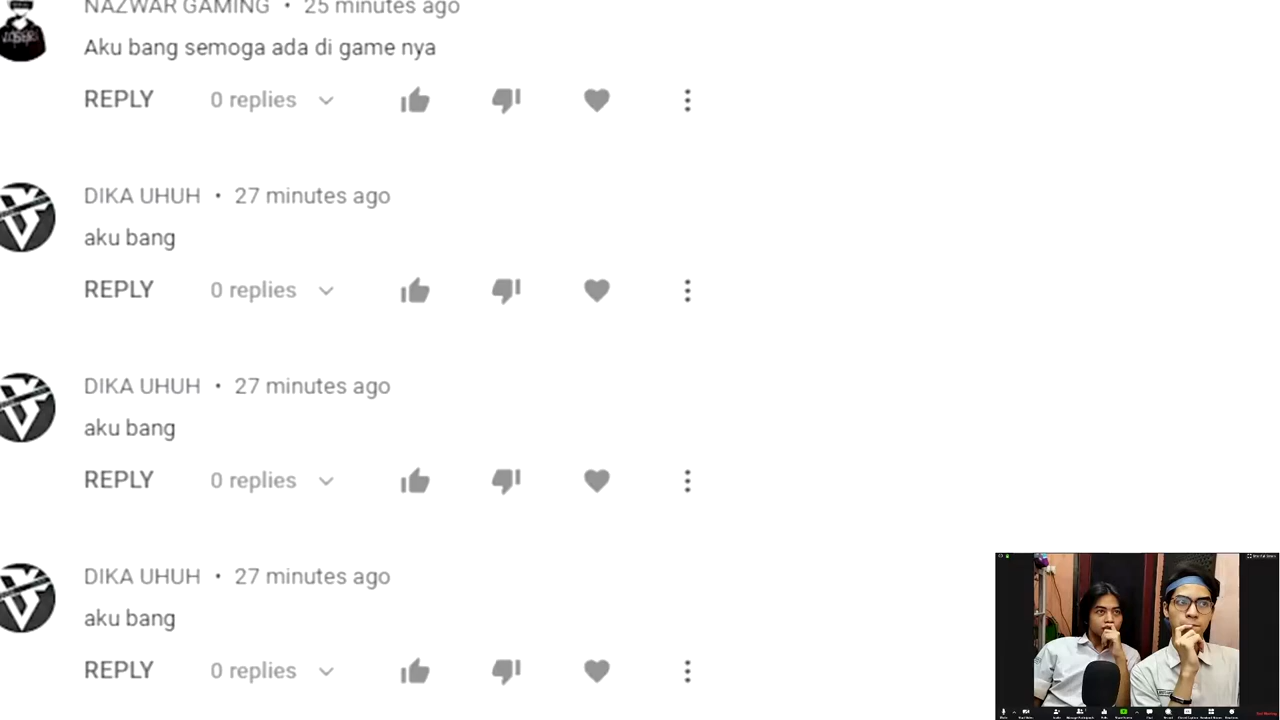 NAZWAR GAMING • 25 minutes ago
Aku bang semoga ada di game nya
REPLY 0 replies
DIKA UHUH • 27 minutes ago
aku bang
REPLY 0 replies
DIKA UHUH • 27 minutes ago
aku bang
REPLY 0 replies
DIKA UHUH • 27 minutes ago
aku bang
REPLY 0 replies